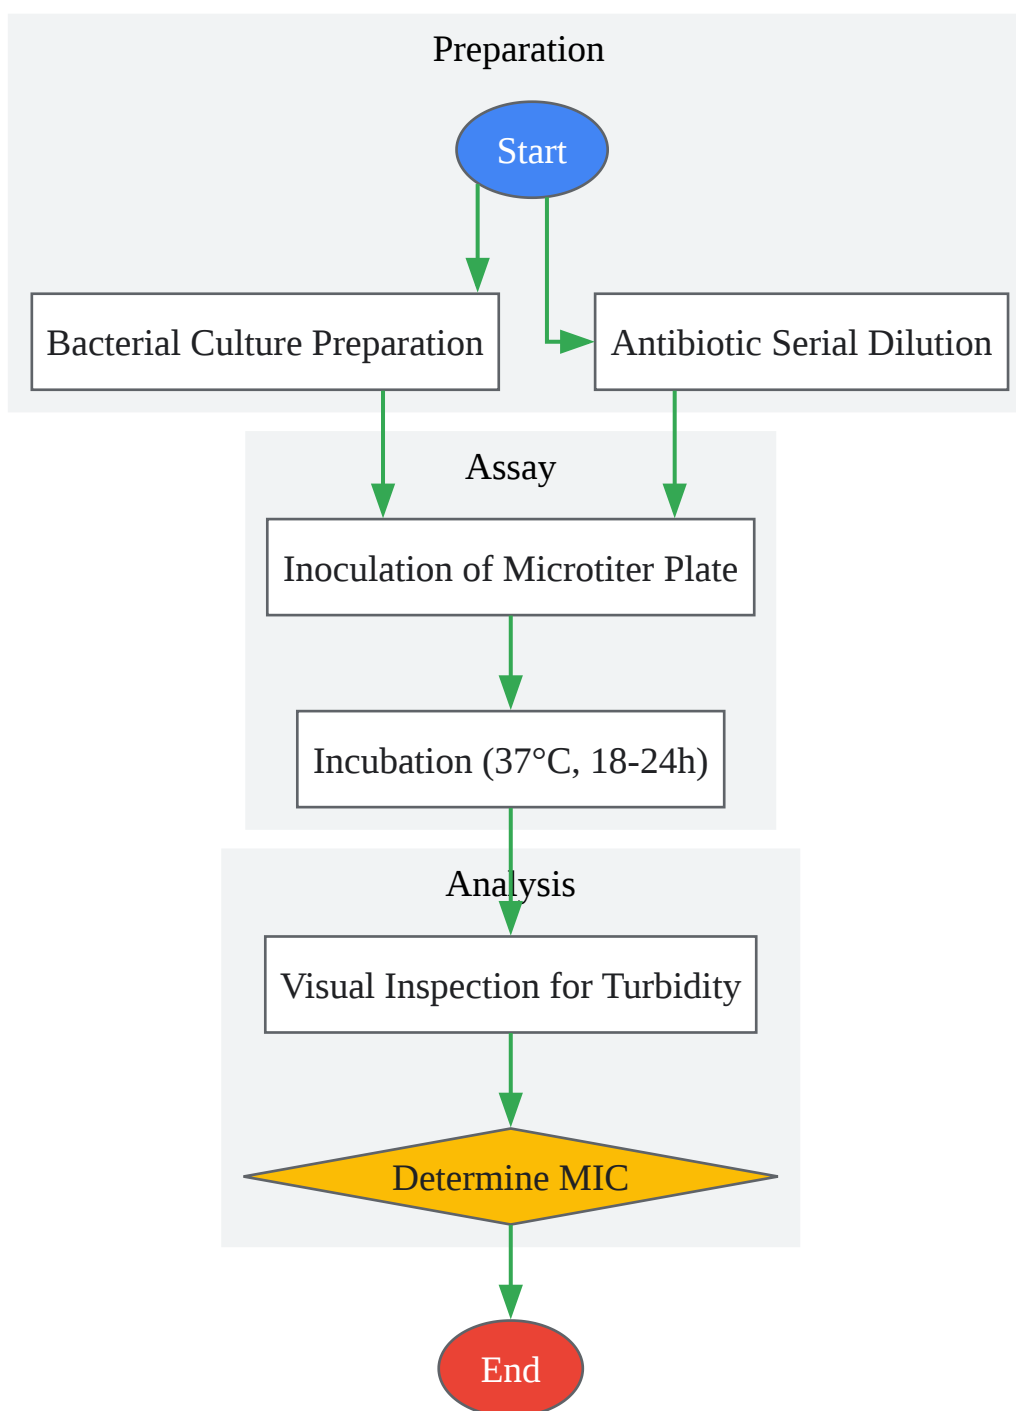 Preparation
Start
Bacterial Culture Preparation
Antibiotic Serial Dilution
Assay
Inoculation of Microtiter Plate
Incubation (37°C, 18-24h)
Analysis
Visual Inspection for Turbidity
Determine MIC
End